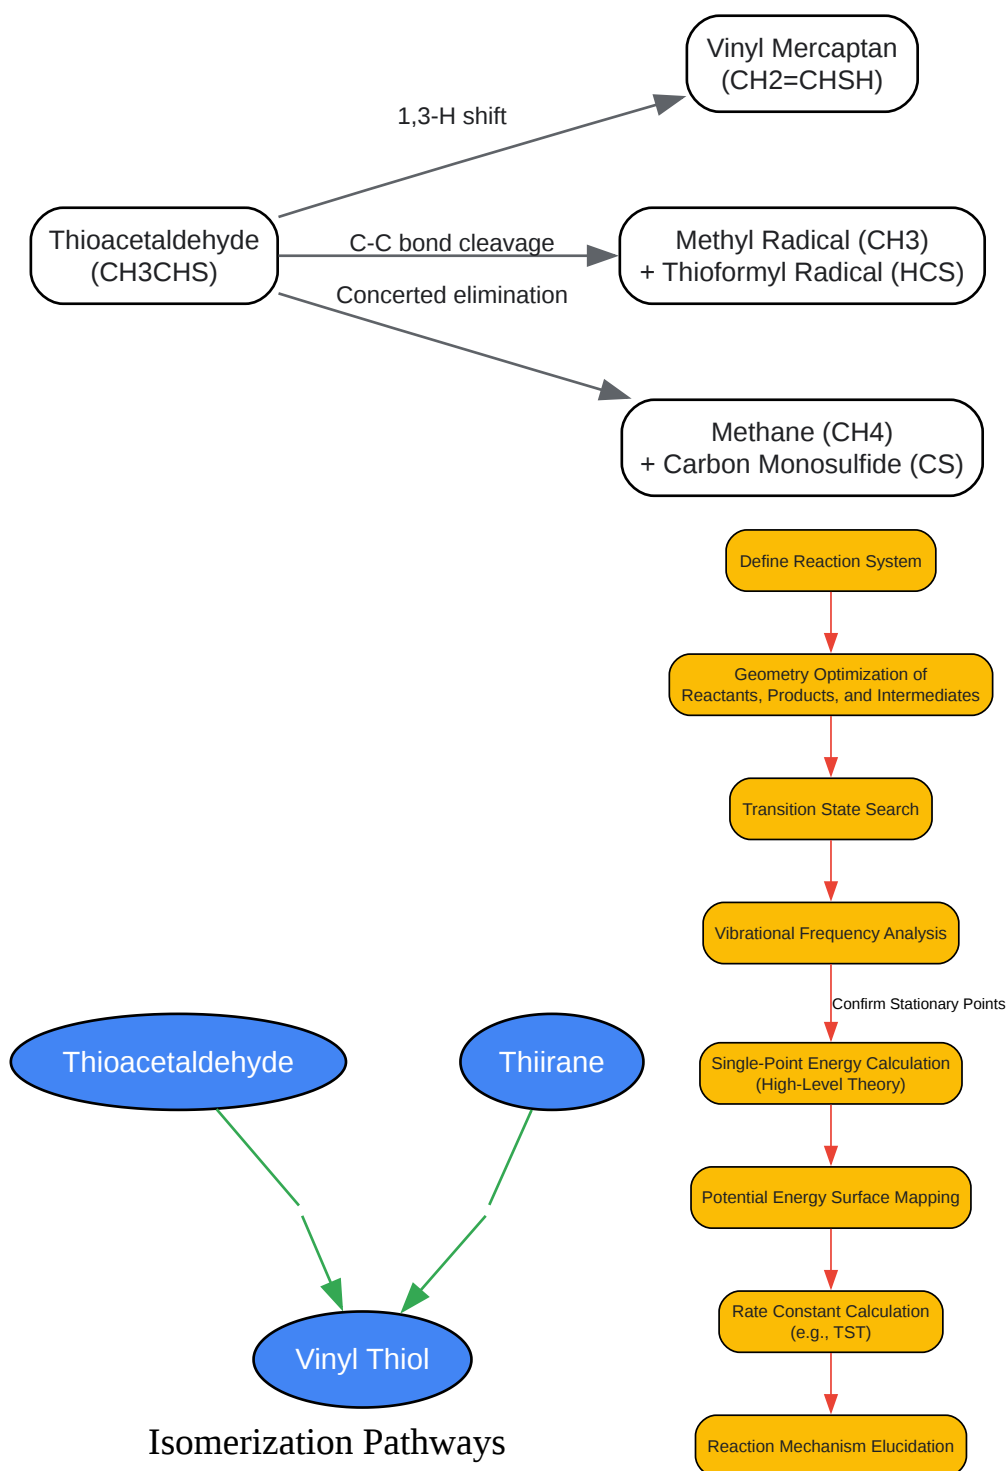 Vinyl Mercaptan
(CH2=CHSH)
1,3-H shift
Thioacetaldehyde
(CH3CHS)
C-C bond cleavage
Methyl Radical (CH3)
+ Thioformyl Radical (HCS)
Concerted elimination
Methane (CH4)
+ Carbon Monosulfide (CS)
Define Reaction System
Geometry Optimization of
Reactants, Products, and Intermediates
Transition State Search
Vibrational Frequency Analysis
Confirm Stationary Points
Single-Point Energy Calculation
(High-Level Theory)
Potential Energy Surface Mapping
Rate Constant Calculation
(e.g., TST)
Reaction Mechanism Elucidation
Thioacetaldehyde
Thiirane
Vinyl Thiol
Isomerization Pathways